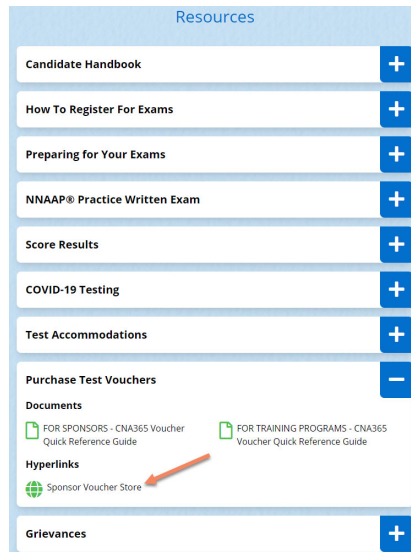 Resources
Candidate Handbook
How To Register For Exams
Preparing for Your Exams
NNAAP® Practice Written Exam
Score Results
COVID-19 Testing
Test Accommodations
Purchase Test Vouchers
Documents
FOR SPONSORS - CNA365 Voucher
Quick Reference Guide
FOR TRAINING PROGRAMS - CNA365
Voucher Quick Reference Guide
Hyperlinks
Sponsor Voucher Store
Grievances